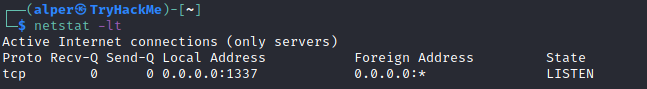 ┌──(alper㉿TryHackMe)-[~]
└─$ netstat -lt
Active Internet connections (only servers)
Proto Recv-Q Send-Q Local Address           Foreign Address         State
tcp        0      0 0.0.0.0:1337            0.0.0.0:*               LISTEN